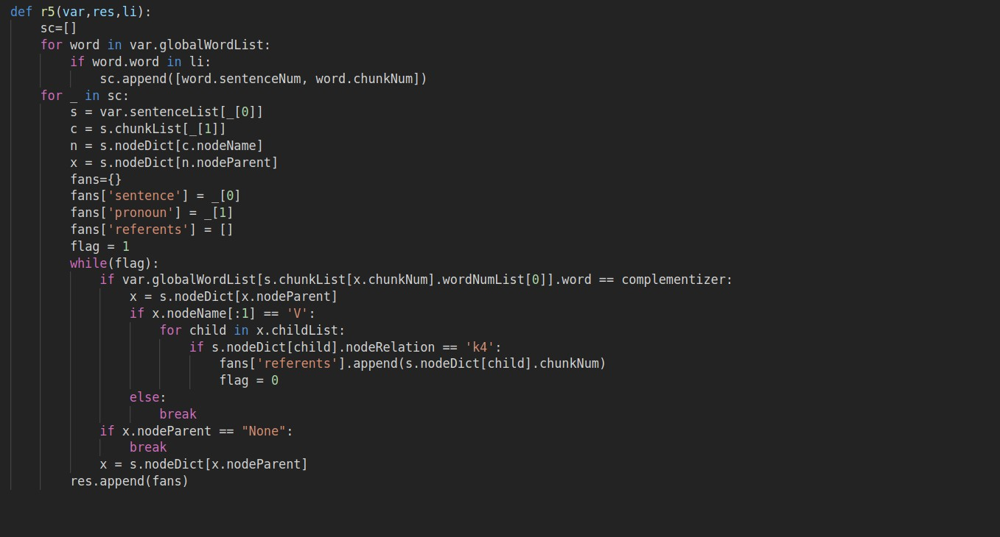 def r5(var,res,li):
    sc=[]
    for word in var.globalWordList:
        if word.word in li:
            sc.append([word.sentenceNum, word.chunkNum])
    for _ in sc:
        s = var.sentenceList[_[0]]
        c = s.chunkList[_[1]]
        n = s.nodeDict[c.nodeName]
        x = s.nodeDict[n.nodeParent]
        fans={}
        fans['sentence'] = _[0]
        fans['pronoun'] = _[1]
        fans['referents'] = []
        flag = 1
        while(flag):
            if var.globalWordList[s.chunkList[x.chunkNum].wordNumList[0]].word == complementizer:
                x = s.nodeDict[x.nodeParent]
                if x.nodeName[:1] == 'V':
                    for child in x.childList:
                        if s.nodeDict[child].nodeRelation == 'k4':
                            fans['referents'].append(s.nodeDict[child].chunkNum)
                            flag = 0
                else:
                    break
            if x.nodeParent == "None":
                break
            x = s.nodeDict[x.nodeParent]
        res.append(fans)